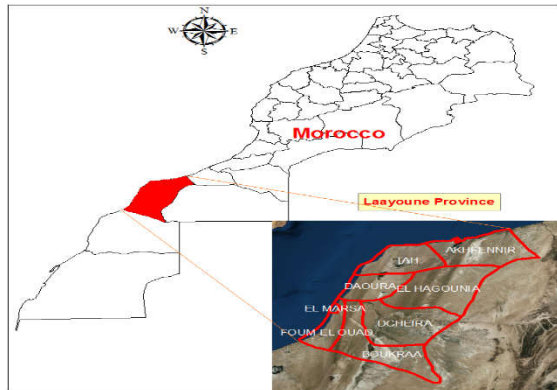 N
W E
S
Morocco
Laayoune Province
AKHFENNIR
TAH
DAOURA
EL HAGOUNIA
EL MARSA
DCHEIRA
FOUM EL OUAD
BOUKRAA